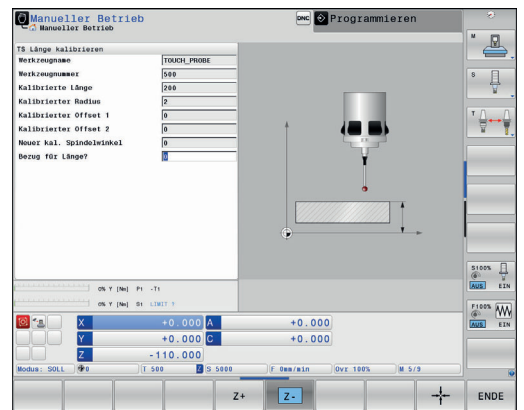 Manueller Betrieb
Manueller Betrieb
DNC
Programmieren
TS Länge kalibrieren
Werkzeugname TOUCH_PROBE
Werkzeugnummer 500
Kalibrierte Länge 200
Kalibrierter Radius 2
Kalibrierter Offset 1 0
Kalibrierter Offset 2 0
Neuer kal. Spindelwinkel 0
Bezug für Länge? 0
0% Y [Nm] P1 -T1
0% Y [Nm] S1 LIMIT 1
X +0.000 A +0.000
Y +0.000 C +0.000
Z -110.000
Modus: SOLL 0 T 500 Z S 5000 F 0mm/min Ovr 100% M 5/9
M
S
T
S100%
AUS EIN
F100%
AUS EIN
Z+ Z- ENDE